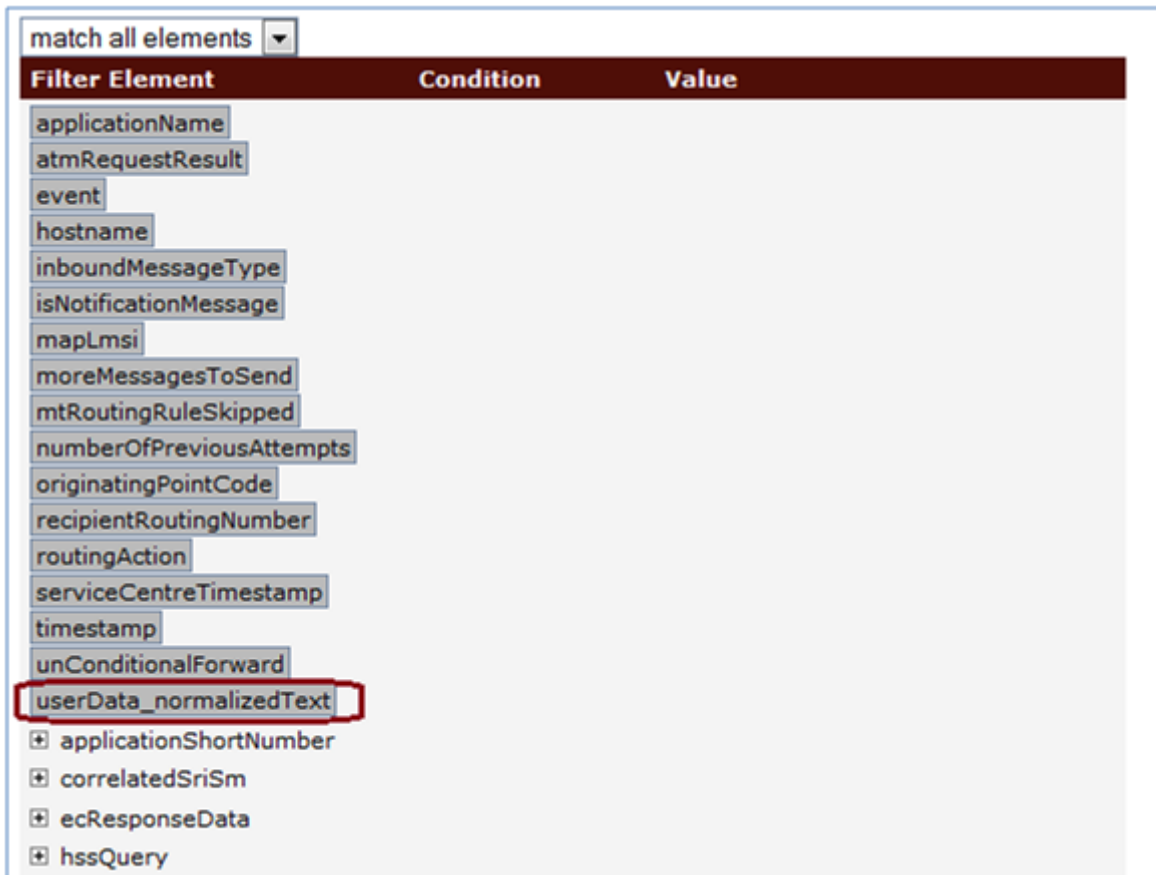 match all elements
Filter Element Condition Value
applicationName
atmRequestResult
event
hostname
inboundMessageType
isNotificationMessage
mapLmsi
moreMessagesToSend
mtRoutingRuleSkipped
numberOfPreviousAttempts
originatingPointCode
recipientRoutingNumber
routingAction
serviceCentreTimestamp
timestamp
unConditionalForward
userData_normalizedText
applicationShortNumber
correlatedSriSm
ecResponseData
hssQuery